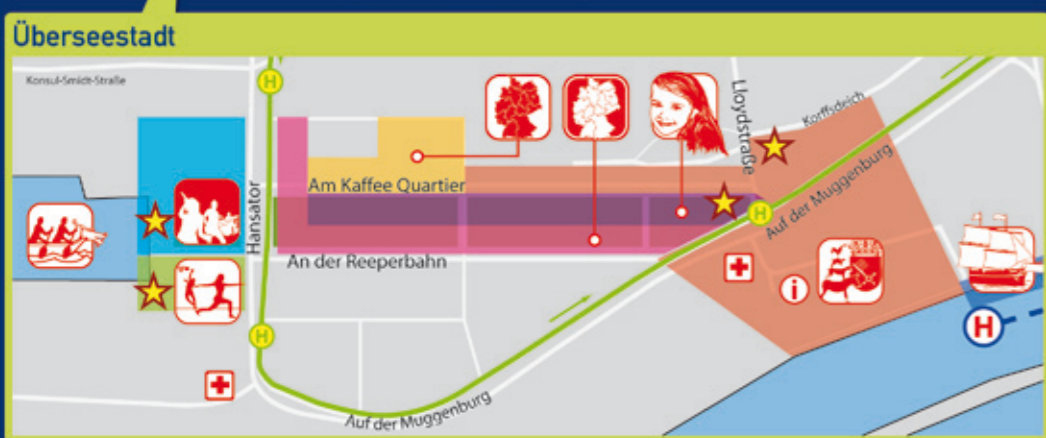 Überseestadt
Konsul-Smidt-Straße
H
Lloydstraße
Korffsdeich
Hansator
Am Kaffee Quartier
H
Auf der Muggenburg
An der Reeperbahn
i
H
H
Auf der Muggenburg